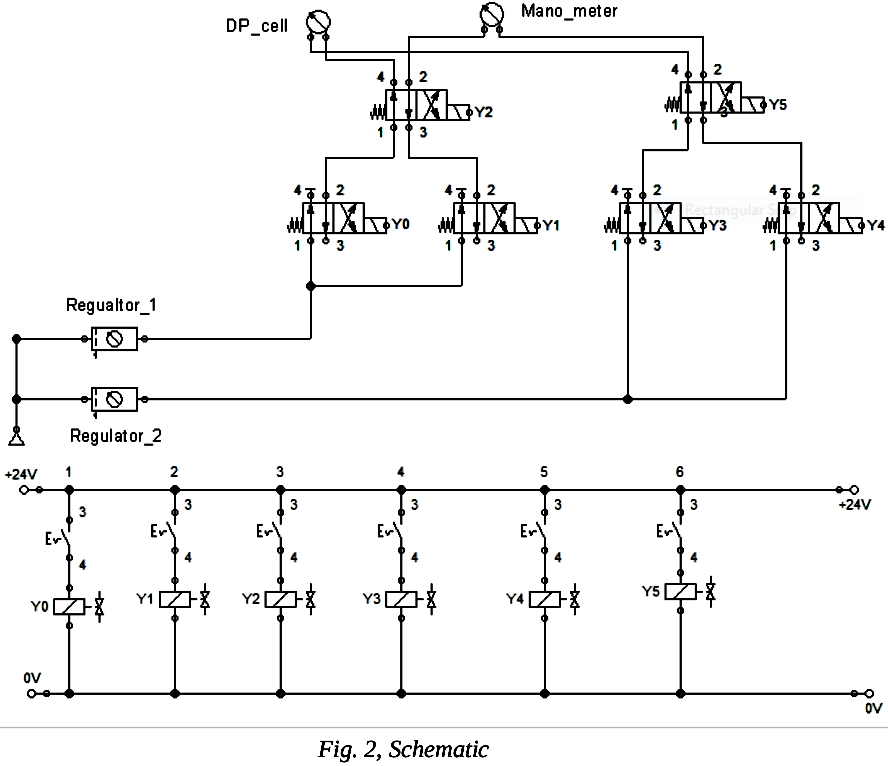 DP_cell Mano_meter
4 2 Y2 1 3
4 2 3 Y5 1
4 2 Y0 1 3
4 2 Y1 1 3
4 2 Y3 1 3
4 2 Y4 1 3
Rectangular S
Regualtor_1
Regulator_2
+24V 1 2 3 4 5 6 +24V
3 3 3 3 3 3
E E E E E E
4 4 4 4 4 4
Y0 Y1 Y2 Y3 Y4 Y5
0V 0V
Fig. 2, Schematic